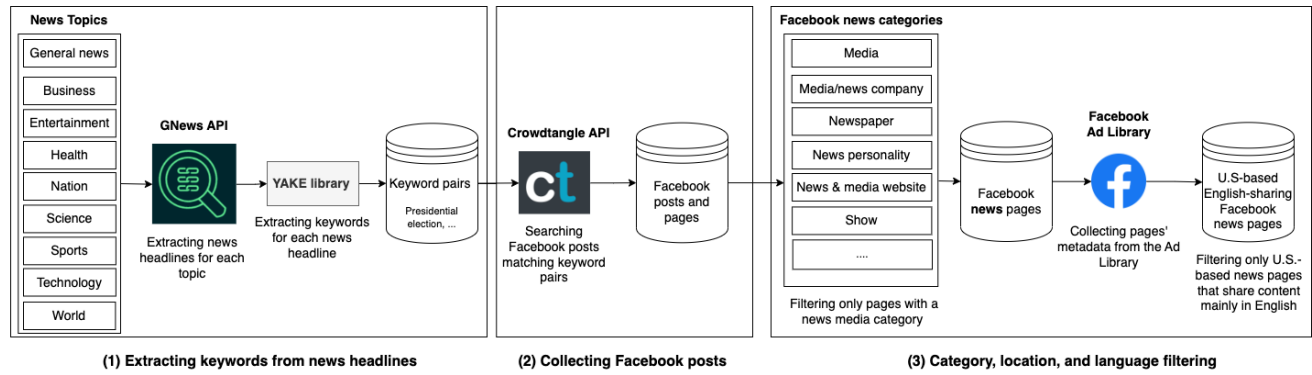 News Topics
General news
Business
Entertainment
Health
Nation
Science
Sports
Technology
World
GNews API
Extracting news
headlines for each
topic
YAKE library
Extracting keywords
for each news
headline
Keyword pairs
Presidential
election, ...
(1) Extracting keywords from news headlines
Crowdtangle API
ct
Searching
Facebook posts
matching keyword
pairs
Facebook
posts and
pages
(2) Collecting Facebook posts
Facebook news categories
Media
Media/news company
Newspaper
News personality
News & media website
Show
....
Filtering only pages with a
news media category
Facebook
news pages
Facebook
Ad Library
Collecting pages'
metadata from the Ad
Library
U.S-based
English-sharing
Facebook
news pages
Filtering only U.S.-
based news pages
that share content
mainly in English
(3) Category, location, and language filtering